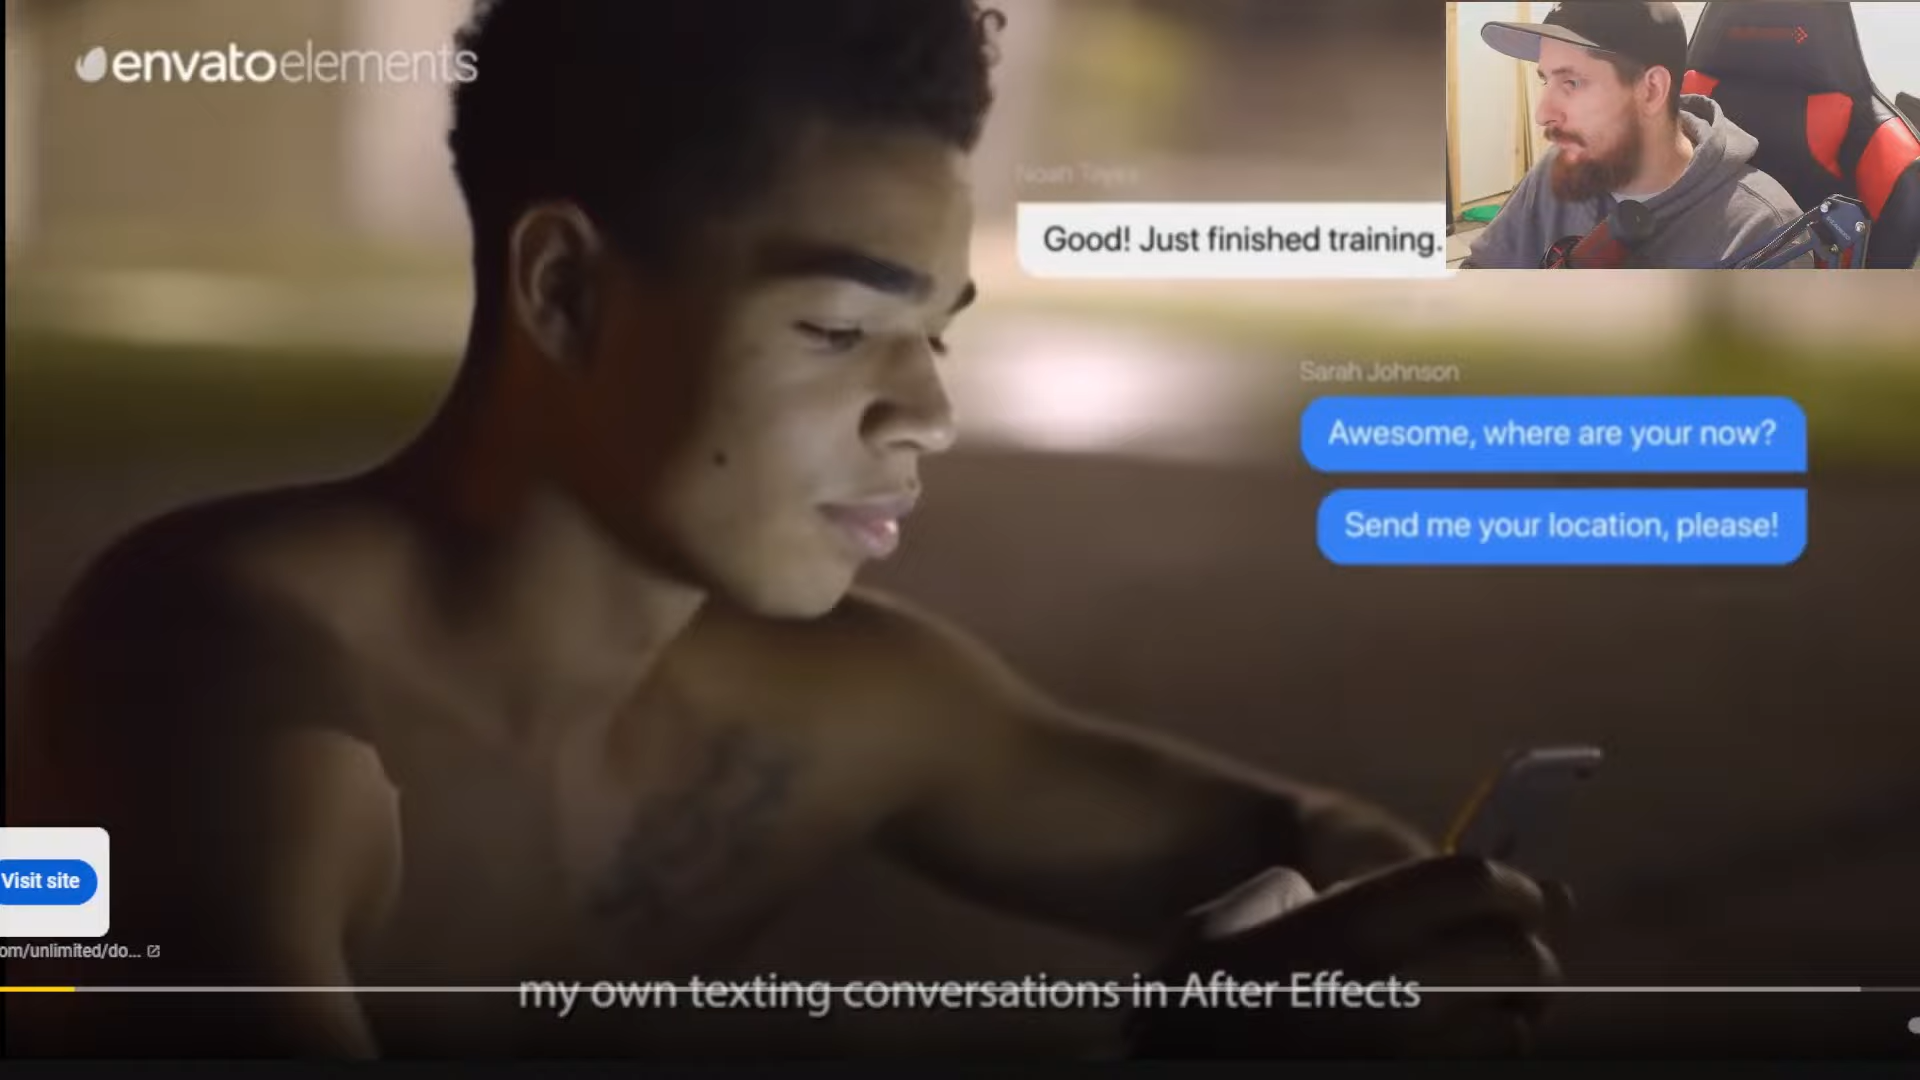 envatoelements
Noah
Good! Just finished training.
Sarah Johnson
Awesome, where are your now?
Send me your location, please!
Visit site
om/unlimited/do...
my own texting conversations in After Effects